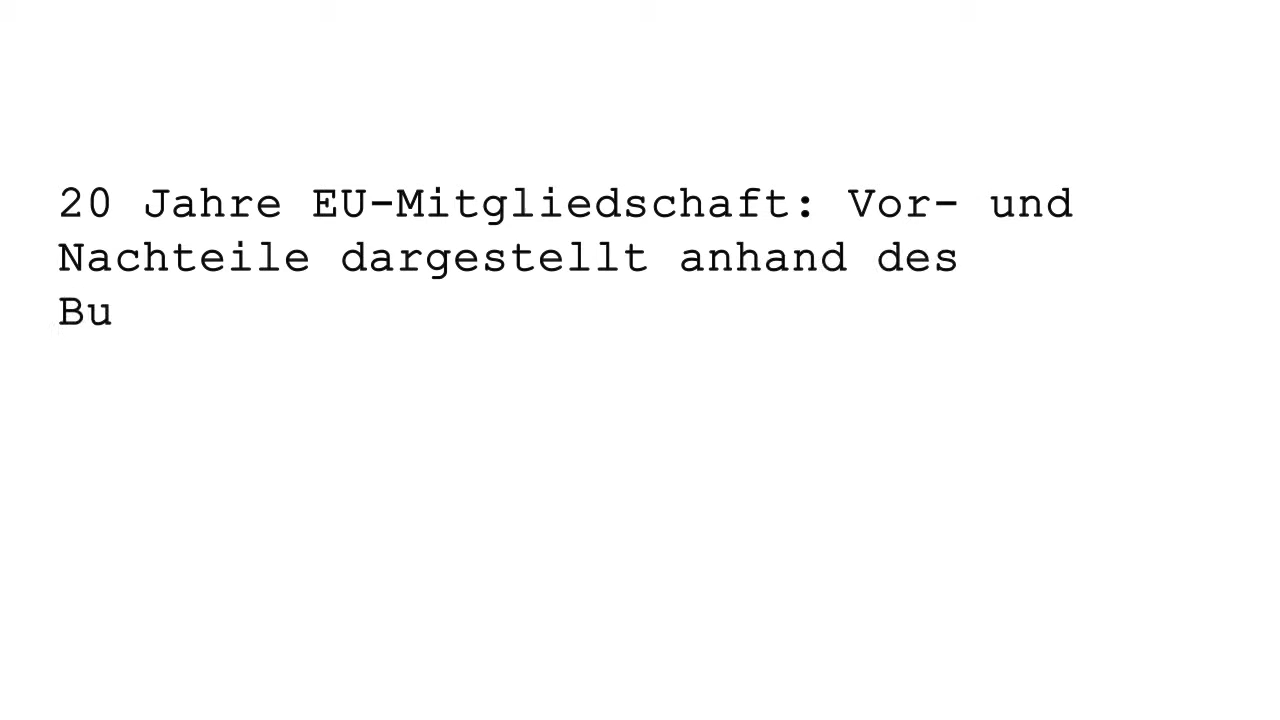 20 Jahre EU-Mitgliedschaft: Vor- und
Nachteile dargestellt anhand des
Bu